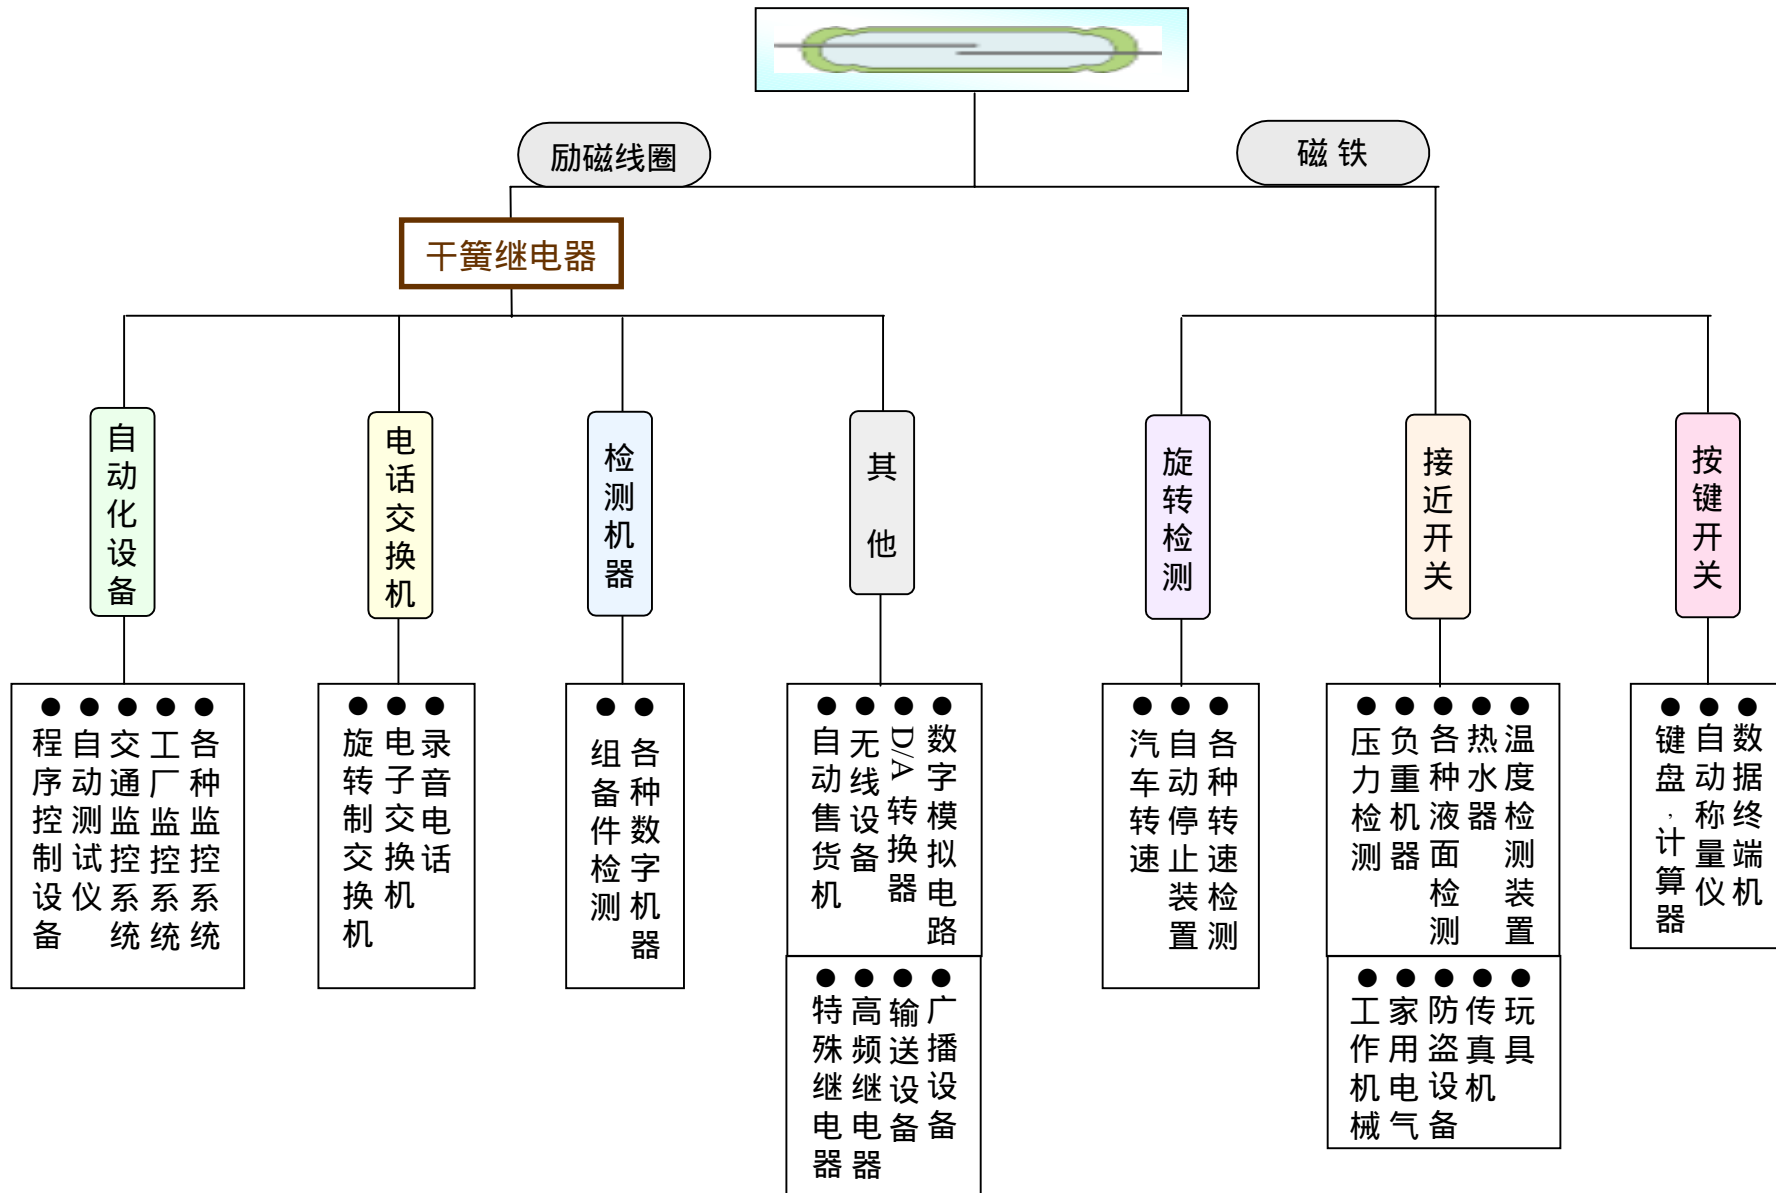 励磁线圈
磁 铁
干簧继电器
自动化设备
电话交换机
检测机器
其他
旋转检测
接近开关
按键开关
●程序控制设备
●自动测试仪
●交通监控系统
●工厂监控系统
●各种监控系统
●旋转制交换机
●电子交换机
●录音电话
●组备件检测
●各种数字机器
●自动售货机
●无线设备
●D/A 转换器
●数字模拟电路
●特殊继电器
●高频继电器
●输送设备
●广播设备
●汽车转速
●自动停止装置
●各种转速检测
●压力检测
●负重机器
●各种液面检测
●热水器
●温度检测装置
●工作机械
●家用电气
●防盗设备
●传真机
●玩具
●键盘,计算器
●自动称量仪
●数据终端机